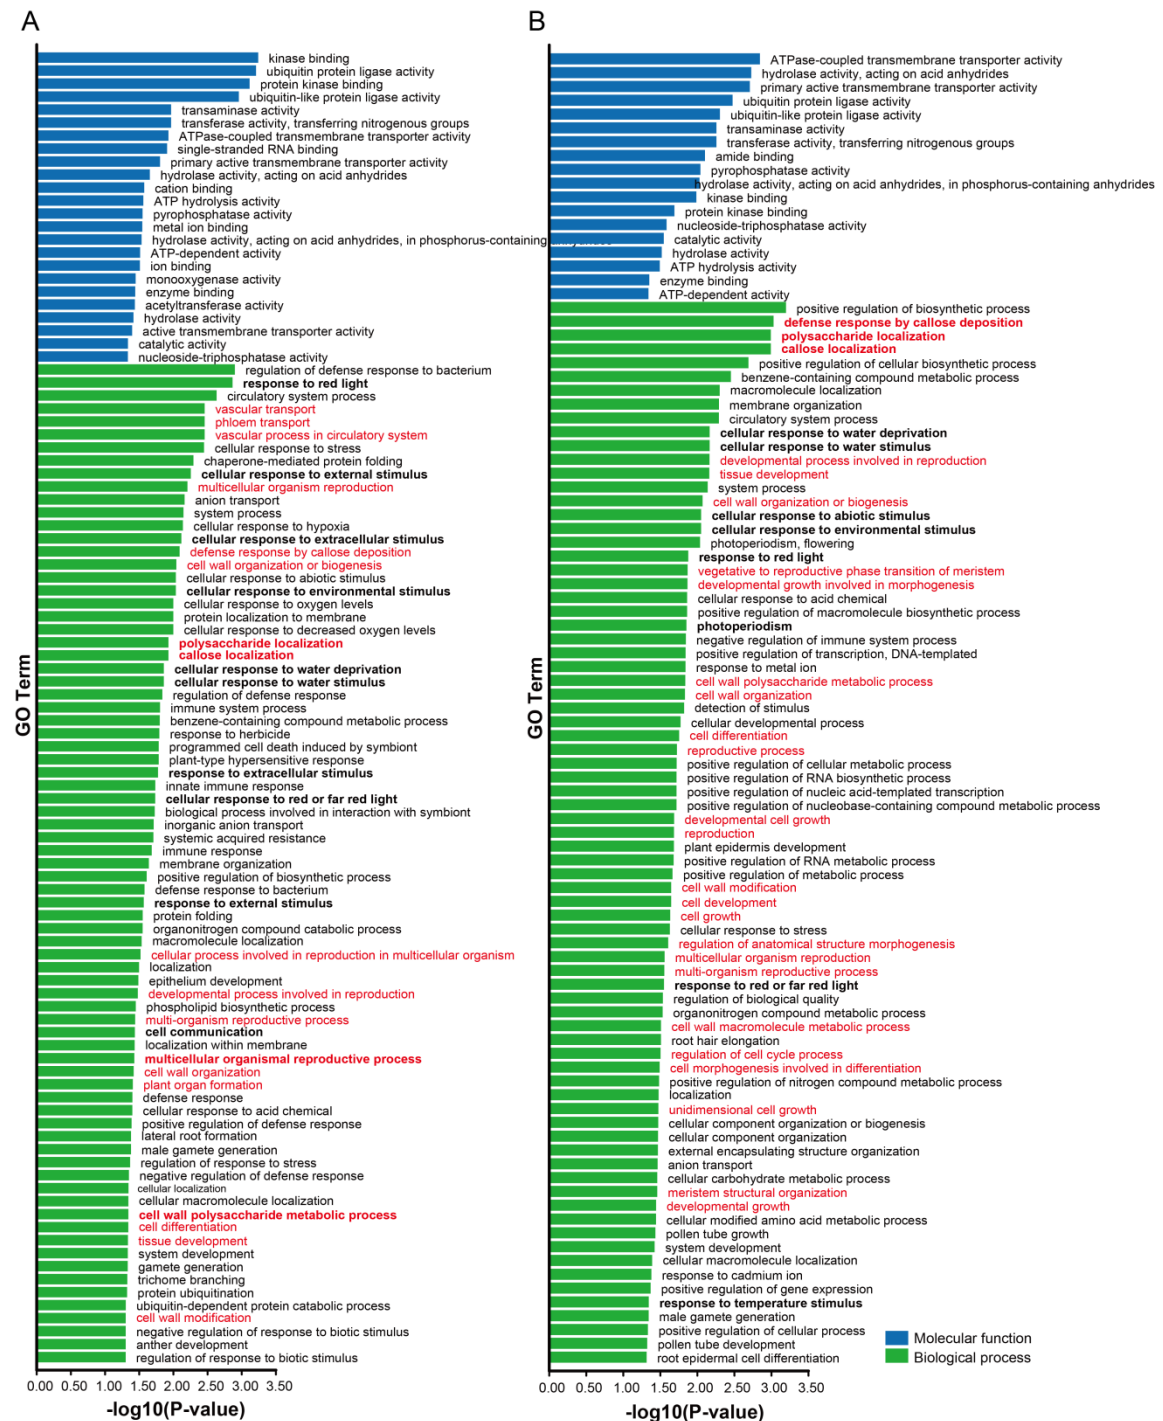 A
kinase binding
ubiquitin protein ligase activity
protein kinase binding
ubiquitin-like protein ligase activity
transaminase activity
transferase activity, transferring nitrogenous groups
ATPase-coupled transmembrane transporter activity
single-stranded RNA binding
primary active transmembrane transporter activity
hydrolase activity, acting on acid anhydrides
cation binding
ATP hydrolysis activity
pyrophosphatase activity
metal ion binding
hydrolase activity, acting on acid anhydrides, in phosphorus-containing anhydrides
ATP-dependent activity
ion binding
monooxygenase activity
enzyme binding
acetyltransferase activity
hydrolase activity
active transmembrane transporter activity
catalytic activity
nucleoside-triphosphatase activity
regulation of defense response to bacterium
response to red light
circulatory system process
vascular transport
phloem transport
vascular process in circulatory system
cellular response to stress
chaperone-mediated protein folding
cellular response to external stimulus
multicellular organism reproduction
anion transport
system process
cellular response to hypoxia
cellular response to extracellular stimulus
defense response by callose deposition
cell wall organization or biogenesis
cellular response to abiotic stimulus
cellular response to environmental stimulus
cellular response to oxygen levels
protein localization to membrane
cellular response to decreased oxygen levels
polysaccharide localization
callose localization
cellular response to water deprivation
cellular response to water stimulus
regulation of defense response
immune system process
benzene-containing compound metabolic process
response to herbicide
programmed cell death induced by symbiont
plant-type hypersensitive response
response to extracellular stimulus
innate immune response
cellular response to red or far red light
biological process involved in interaction with symbiont
inorganic anion transport
systemic acquired resistance
immune response
membrane organization
positive regulation of biosynthetic process
defense response to bacterium
response to external stimulus
protein folding
organonitrogen compound catabolic process
macromolecule localization
cellular process involved in reproduction in multicellular organism
localization
epithelium development
developmental process involved in reproduction
phospholipid biosynthetic process
multi-organism reproductive process
cell communication
localization within membrane
multicellular organismal reproductive process
cell wall organization
plant organ formation
defense response
cellular response to acid chemical
positive regulation of defense response
lateral root formation
male gamete generation
regulation of response to stress
negative regulation of defense response
cellular localization
cellular macromolecule localization
cell wall polysaccharide metabolic process
cell differentiation
tissue development
system development
gamete generation
trichome branching
protein ubiquitination
ubiquitin-dependent protein catabolic process
cell wall modification
negative regulation of response to biotic stimulus
anther development
regulation of response to biotic stimulus
GO Term
0.00 0.50 1.00 1.50 2.00 2.50 3.00 3.50
-log10(P-value)
B
ATPase-coupled transmembrane transporter activity
hydrolase activity, acting on acid anhydrides
primary active transmembrane transporter activity
ubiquitin protein ligase activity
ubiquitin-like protein ligase activity
transaminase activity
transferase activity, transferring nitrogenous groups
amide binding
pyrophosphatase activity
hydrolase activity, acting on acid anhydrides, in phosphorus-containing anhydrides
kinase binding
protein kinase binding
nucleoside-triphosphatase activity
catalytic activity
hydrolase activity
ATP hydrolysis activity
enzyme binding
ATP-dependent activity
positive regulation of biosynthetic process
defense response by callose deposition
polysaccharide localization
callose localization
positive regulation of cellular biosynthetic process
benzene-containing compound metabolic process
macromolecule localization
membrane organization
circulatory system process
cellular response to water deprivation
cellular response to water stimulus
developmental process involved in reproduction
tissue development
system process
cell wall organization or biogenesis
cellular response to abiotic stimulus
cellular response to environmental stimulus
photoperiodism, flowering
response to red light
vegetative to reproductive phase transition of meristem
developmental growth involved in morphogenesis
cellular response to acid chemical
positive regulation of macromolecule biosynthetic process
photoperiodism
negative regulation of immune system process
positive regulation of transcription, DNA-templated
response to metal ion
cell wall polysaccharide metabolic process
cell wall organization
detection of stimulus
cellular developmental process
cell differentiation
reproductive process
positive regulation of cellular metabolic process
positive regulation of RNA biosynthetic process
positive regulation of nucleic acid-templated transcription
positive regulation of nucleobase-containing compound metabolic process
developmental cell growth
reproduction
plant epidermis development
positive regulation of RNA metabolic process
positive regulation of metabolic process
cell wall modification
cell development
cell growth
cellular response to stress
regulation of anatomical structure morphogenesis
multicellular organism reproduction
multi-organism reproductive process
response to red or far red light
regulation of biological quality
organonitrogen compound metabolic process
cell wall macromolecule metabolic process
root hair elongation
regulation of cell cycle process
cell morphogenesis involved in differentiation
positive regulation of nitrogen compound metabolic process
localization
unidimensional cell growth
cellular component organization or biogenesis
cellular component organization
external encapsulating structure organization
anion transport
cellular carbohydrate metabolic process
meristem structural organization
developmental growth
cellular modified amino acid metabolic process
pollen tube growth
system development
cellular macromolecule localization
response to cadmium ion
positive regulation of gene expression
response to temperature stimulus
male gamete generation
positive regulation of cellular process
pollen tube development
root epidermal cell differentiation
GO Term
0.00 0.50 1.00 1.50 2.00 2.50 3.00 3.50
-log10(P-value)
Molecular function
Biological process